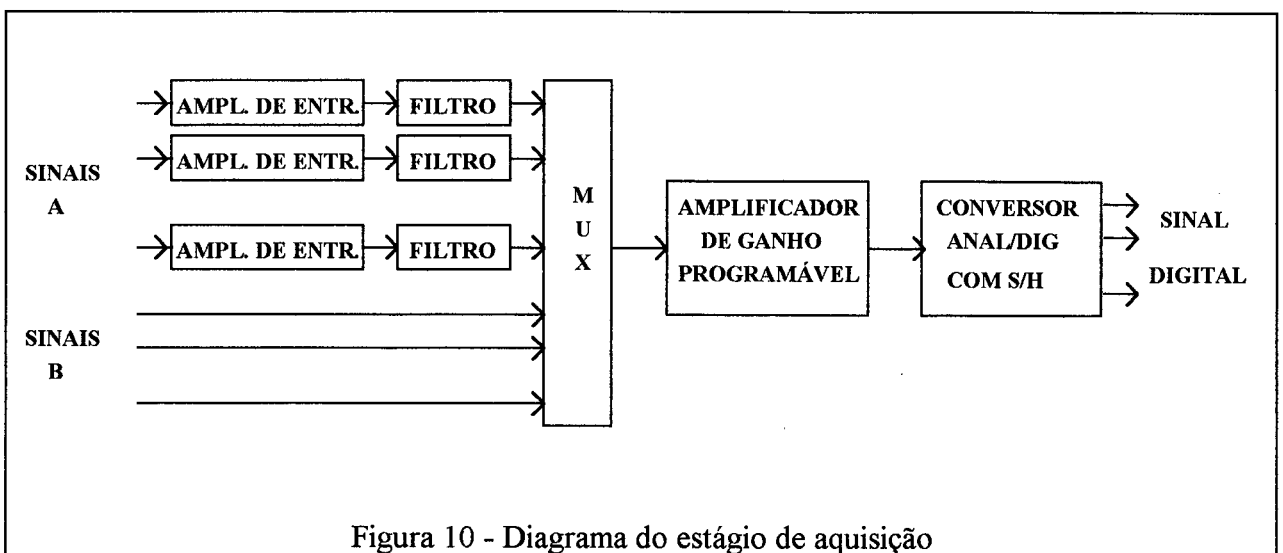 AMPL. DE ENTR. FILTRO
AMPL. DE ENTR. FILTRO
SINAIS
A
AMPL. DE ENTR. FILTRO
SINAIS
B
M
U
X
AMPLIFICADOR
DE GANHO
PROGRAMÁVEL
CONVERSOR
ANAL/DIG
COM S/H
SINAL
DIGITAL
Figura 10 - Diagrama do estágio de aquisição